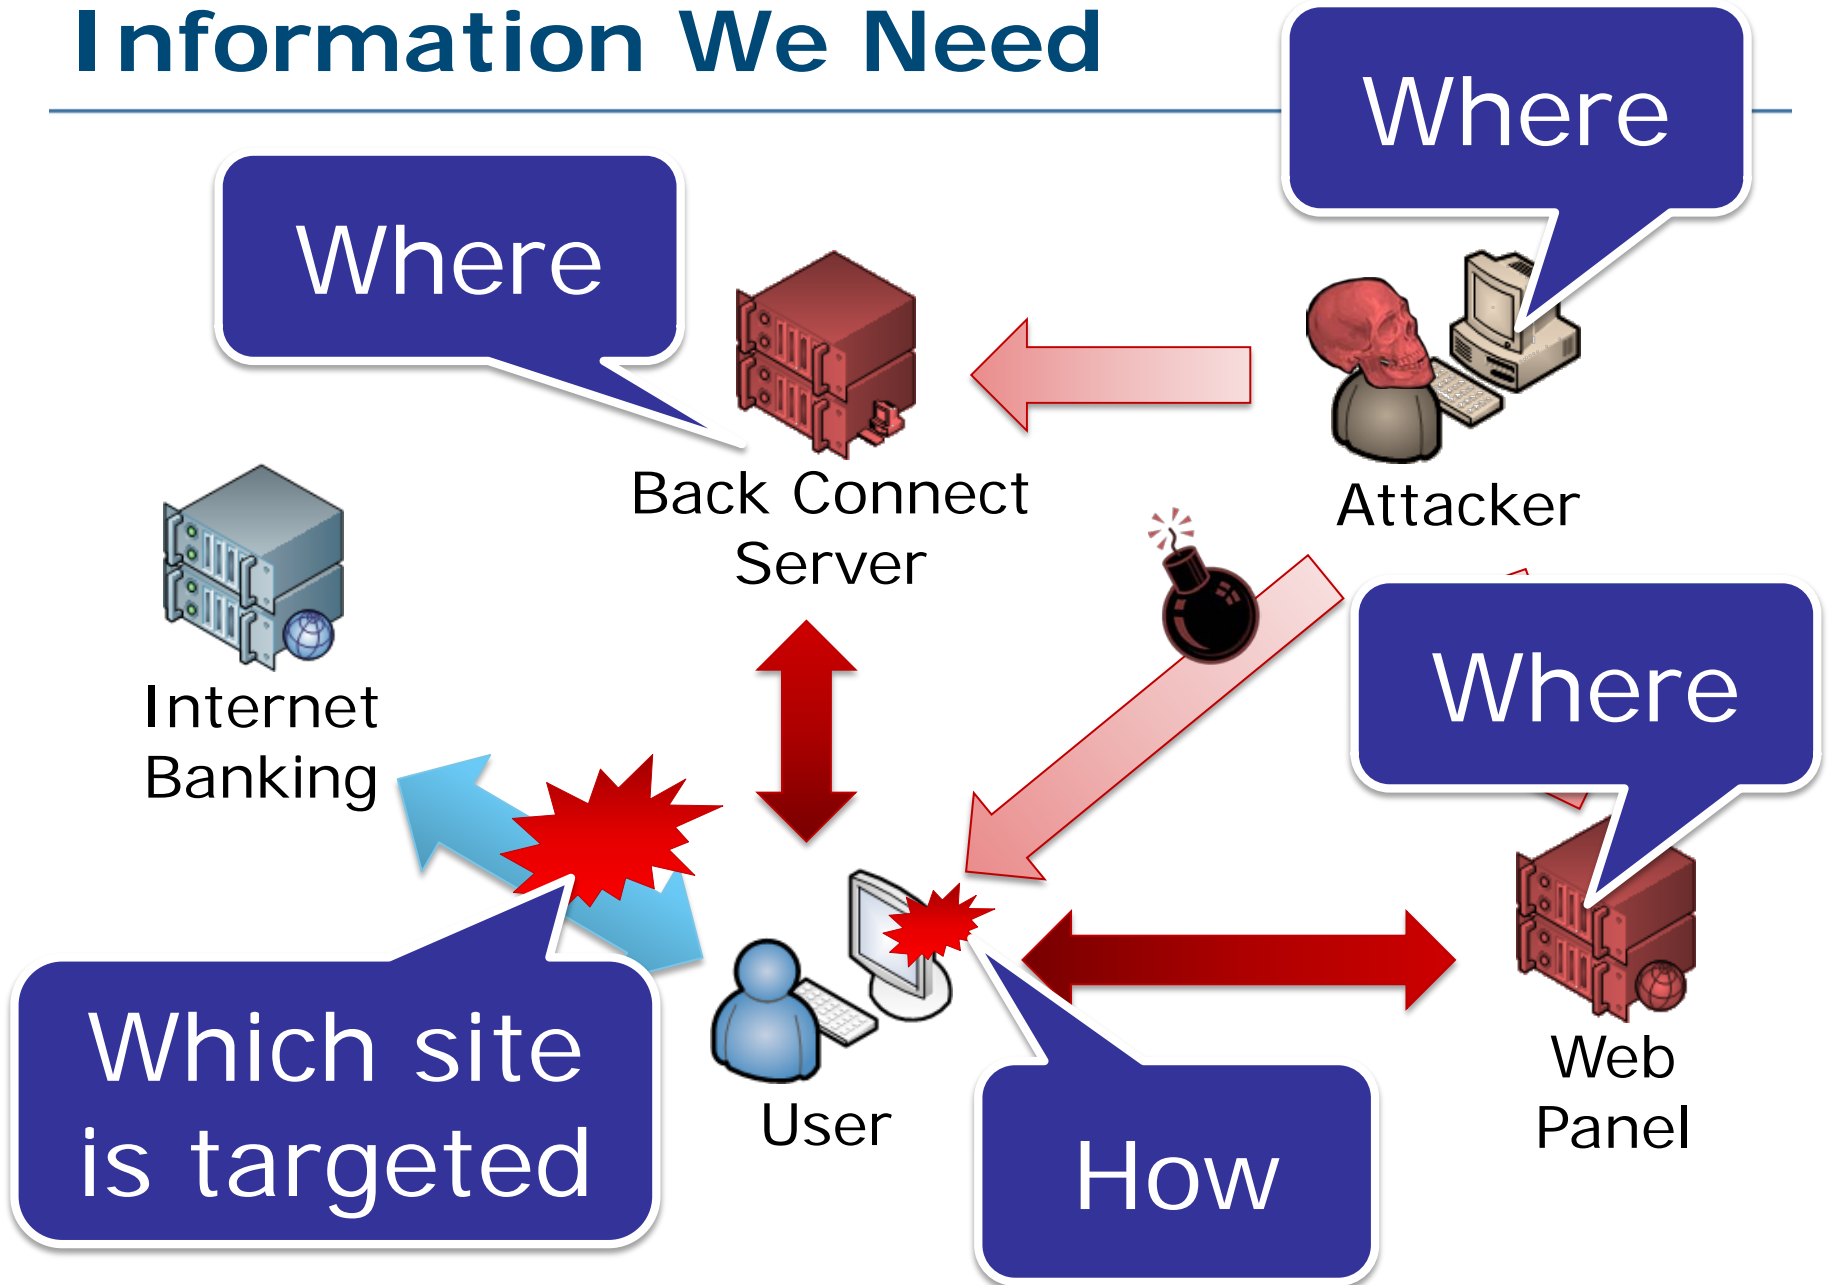 Information We Need
Where
Where
Back Connect
Server
Attacker
Internet
Banking
Where
Which site
is targeted
User
How
Web
Panel